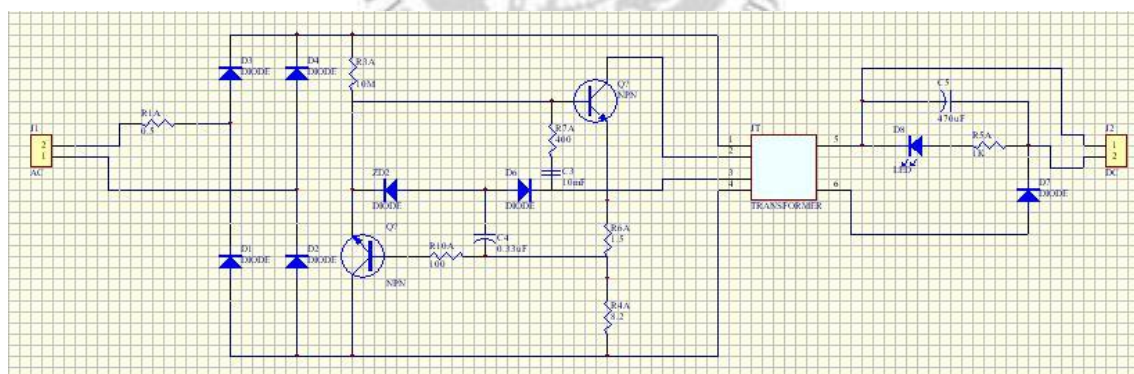 J1
2
1
AC
R1A
0.5
D3
DIODE
D4
DIODE
R3A
10M
Q?
NPN
R7A
400
C3
10mF
ZD2
DIODE
D6
DIODE
Q?
NPN
C4
0.33uF
R10A
100
D1
DIODE
D2
DIODE
R6A
1.5
R4A
8.2
JT
1
2
3
4
5
6
TRANSFORMER
C5
470uF
D8
LED
R5A
1K
D7
DIODE
J2
1
2
DC